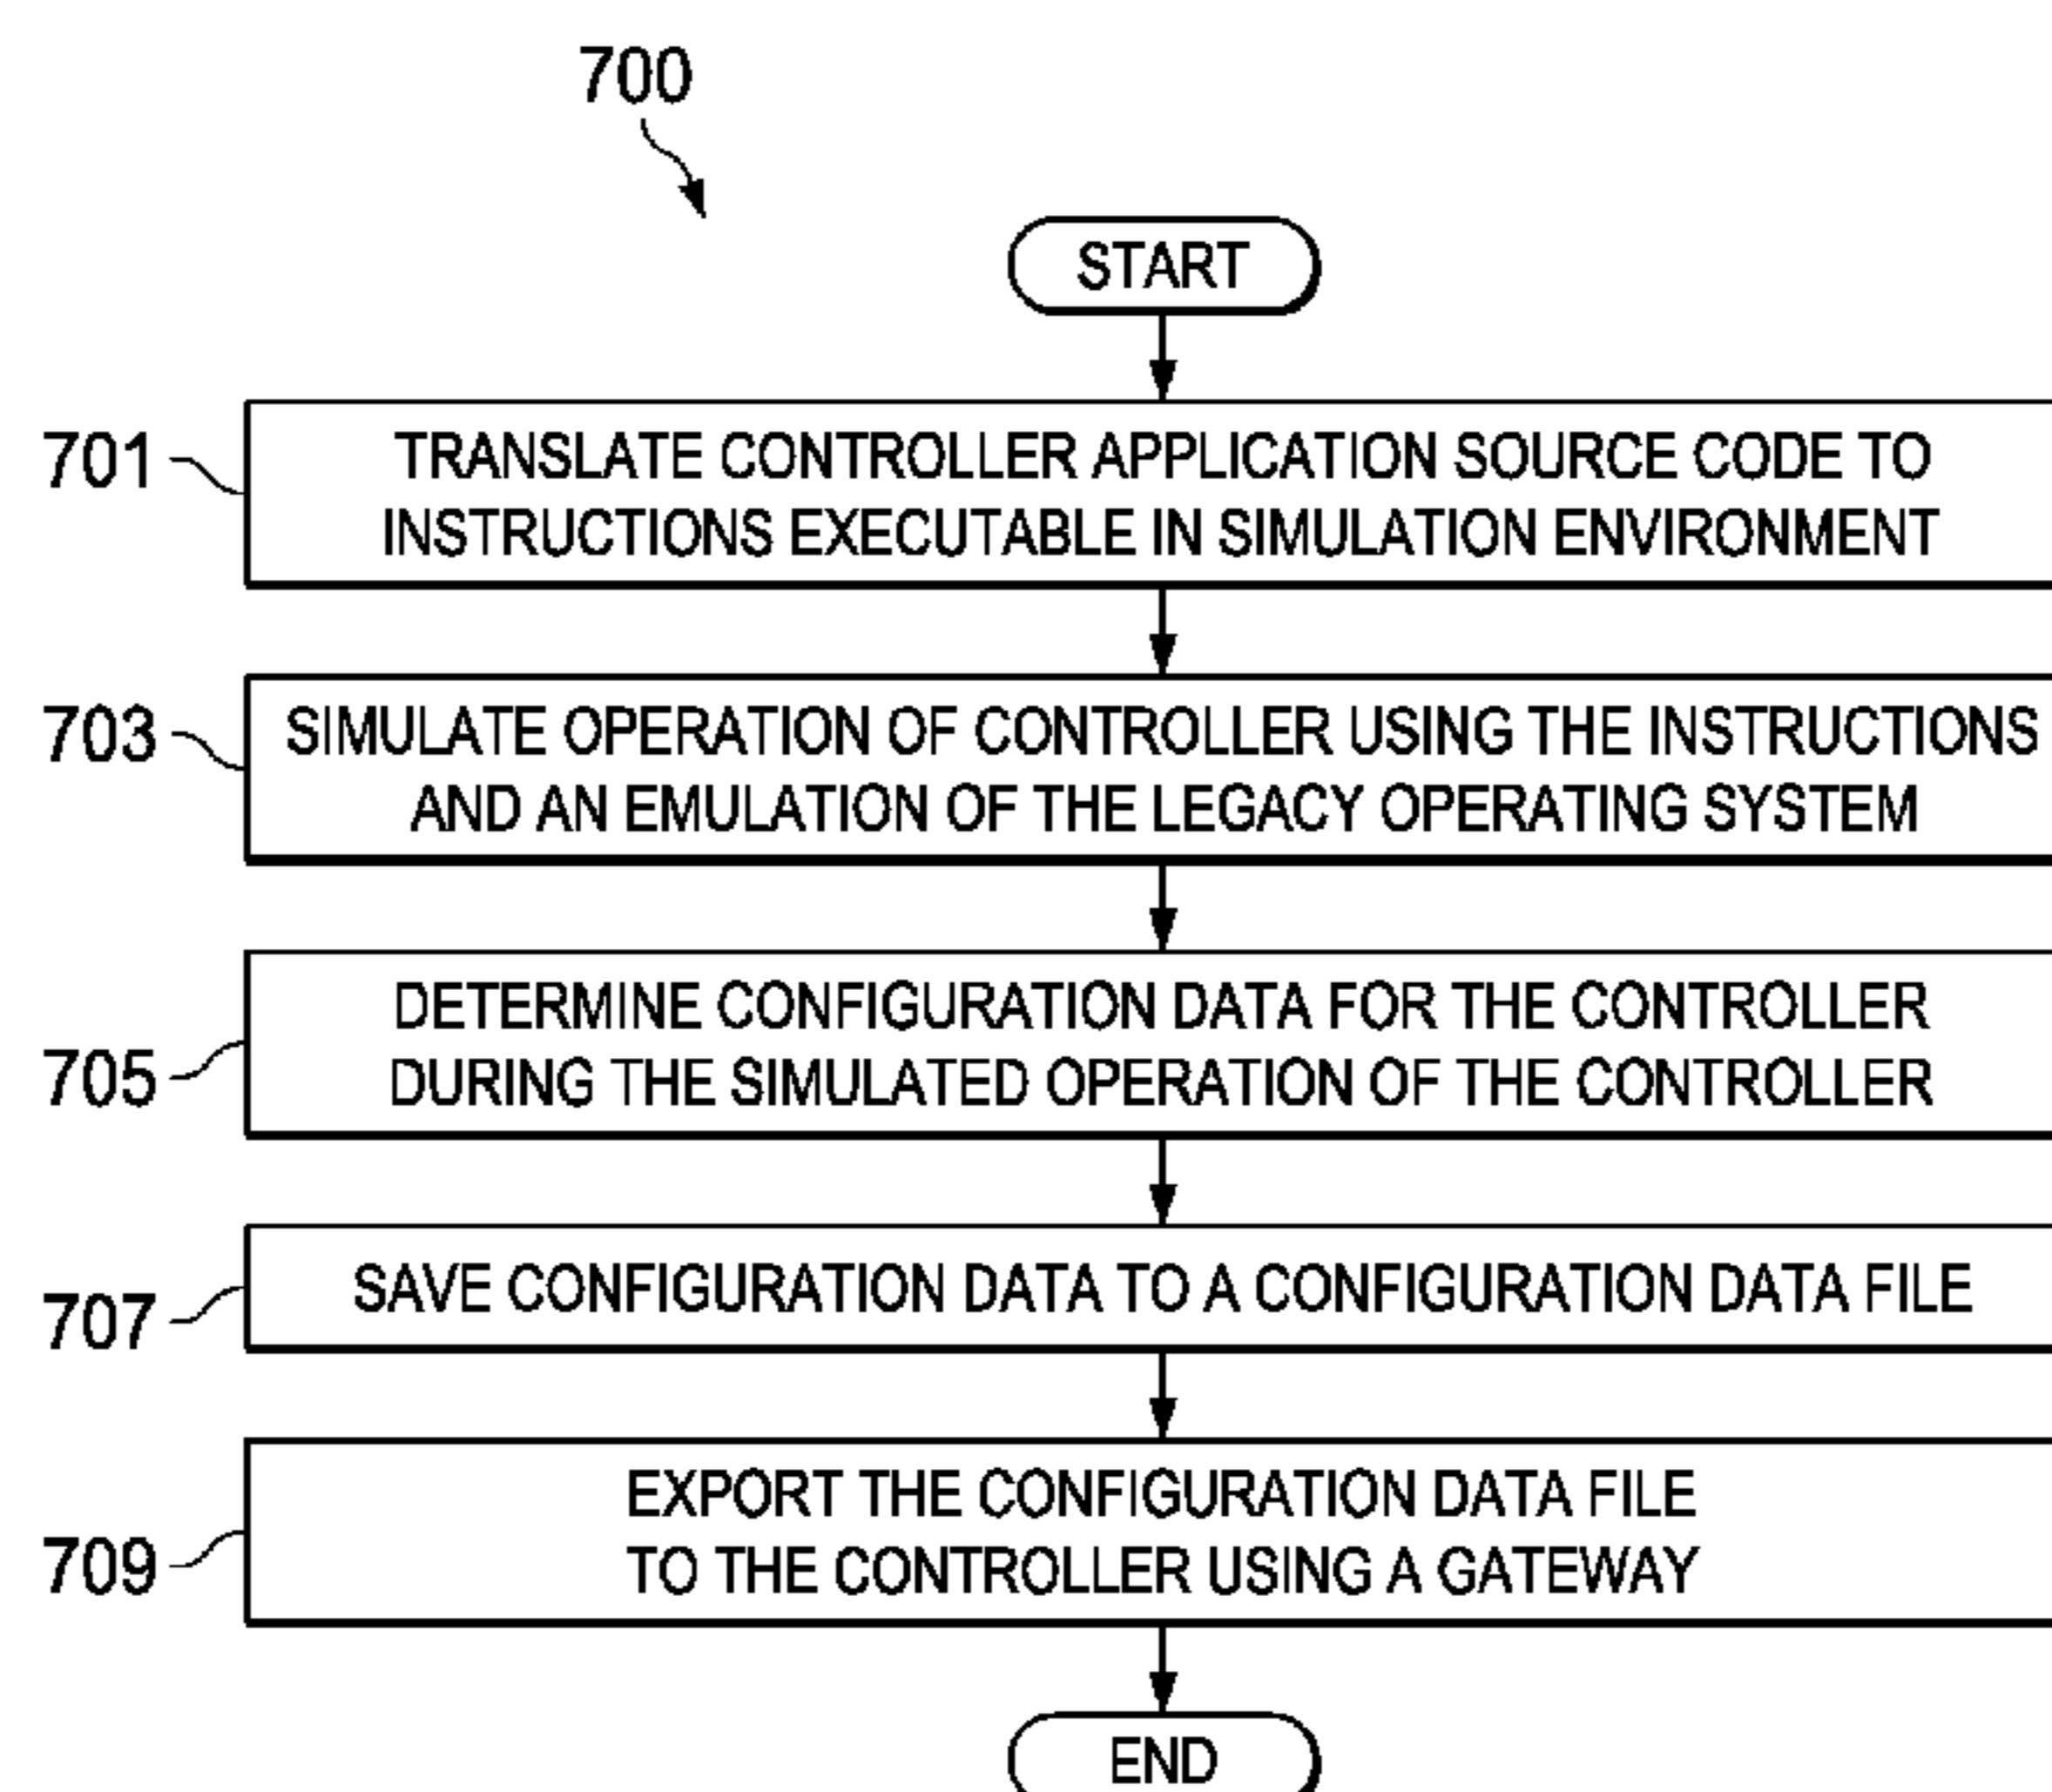 700
START
701
TRANSLATE CONTROLLER APPLICATION SOURCE CODE TO
INSTRUCTIONS EXECUTABLE IN SIMULATION ENVIRONMENT
703
SIMULATE OPERATION OF CONTROLLER USING THE INSTRUCTIONS
AND AN EMULATION OF THE LEGACY OPERATING SYSTEM
705
DETERMINE CONFIGURATION DATA FOR THE CONTROLLER
DURING THE SIMULATED OPERATION OF THE CONTROLLER
707
SAVE CONFIGURATION DATA TO A CONFIGURATION DATA FILE
709
EXPORT THE CONFIGURATION DATA FILE
TO THE CONTROLLER USING A GATEWAY
END